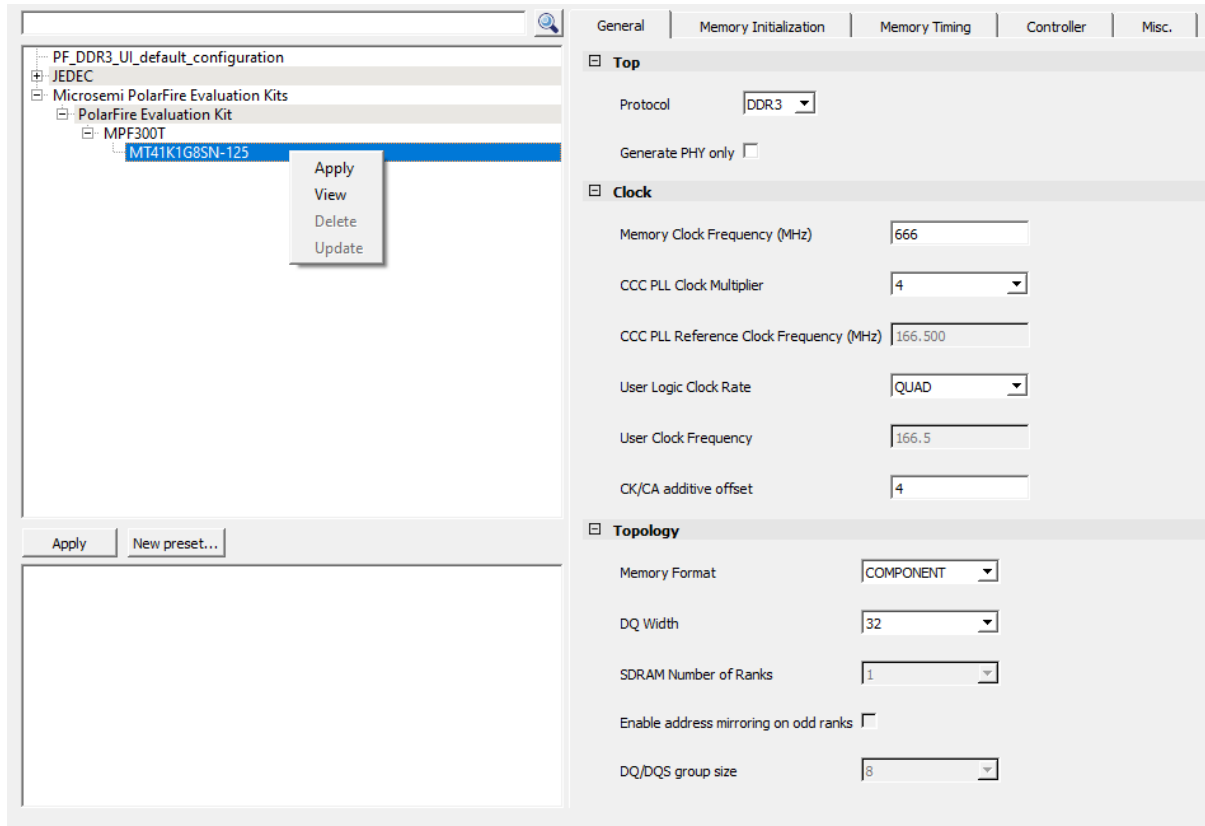 PF_DDR3_UI_default_configuration
JEDEC
Microsemi PolarFire Evaluation Kits
PolarFire Evaluation Kit
MPF300T
MT41K1G8SN-125
Apply
View
Delete
Update
Apply New preset...
General Memory Initialization Memory Timing Controller Misc.
Top
Protocol DDR3
Generate PHY only
Clock
Memory Clock Frequency (MHz) 666
CCC PLL Clock Multiplier 4
CCC PLL Reference Clock Frequency (MHz) 166.500
User Logic Clock Rate QUAD
User Clock Frequency 166.5
CK/CA additive offset 4
Topology
Memory Format COMPONENT
DQ Width 32
SDRAM Number of Ranks 1
Enable address mirroring on odd ranks
DQ/DQS group size 8